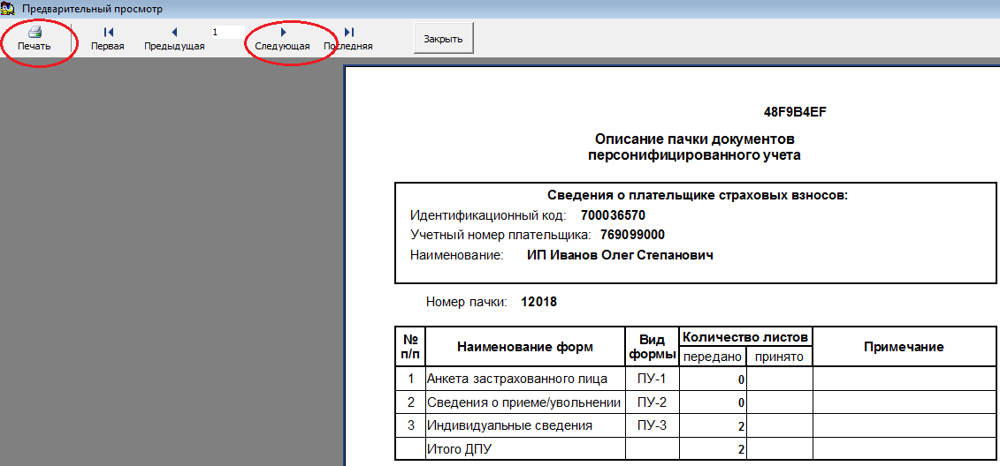 Предварительный просмотр
Печать Первая Предыдущая 1 Следующая Последняя Закрыть
48F9B4EF
Описание пачки документов
персонифицированного учета
Сведения о плательщике страховых взносов:
Идентификационный код: 700036570
Учетный номер плательщика: 769099000
Наименование: ИП Иванов Олег Степанович
Номер пачки: 12018
№ п/п Наименование форм Вид формы Количество листов Примечание
передано принято
1 Анкета застрахованного лица ПУ-1 0
2 Сведения о приеме/увольнении ПУ-2 0
3 Индивидуальные сведения ПУ-3 2
Итого ДПУ 2